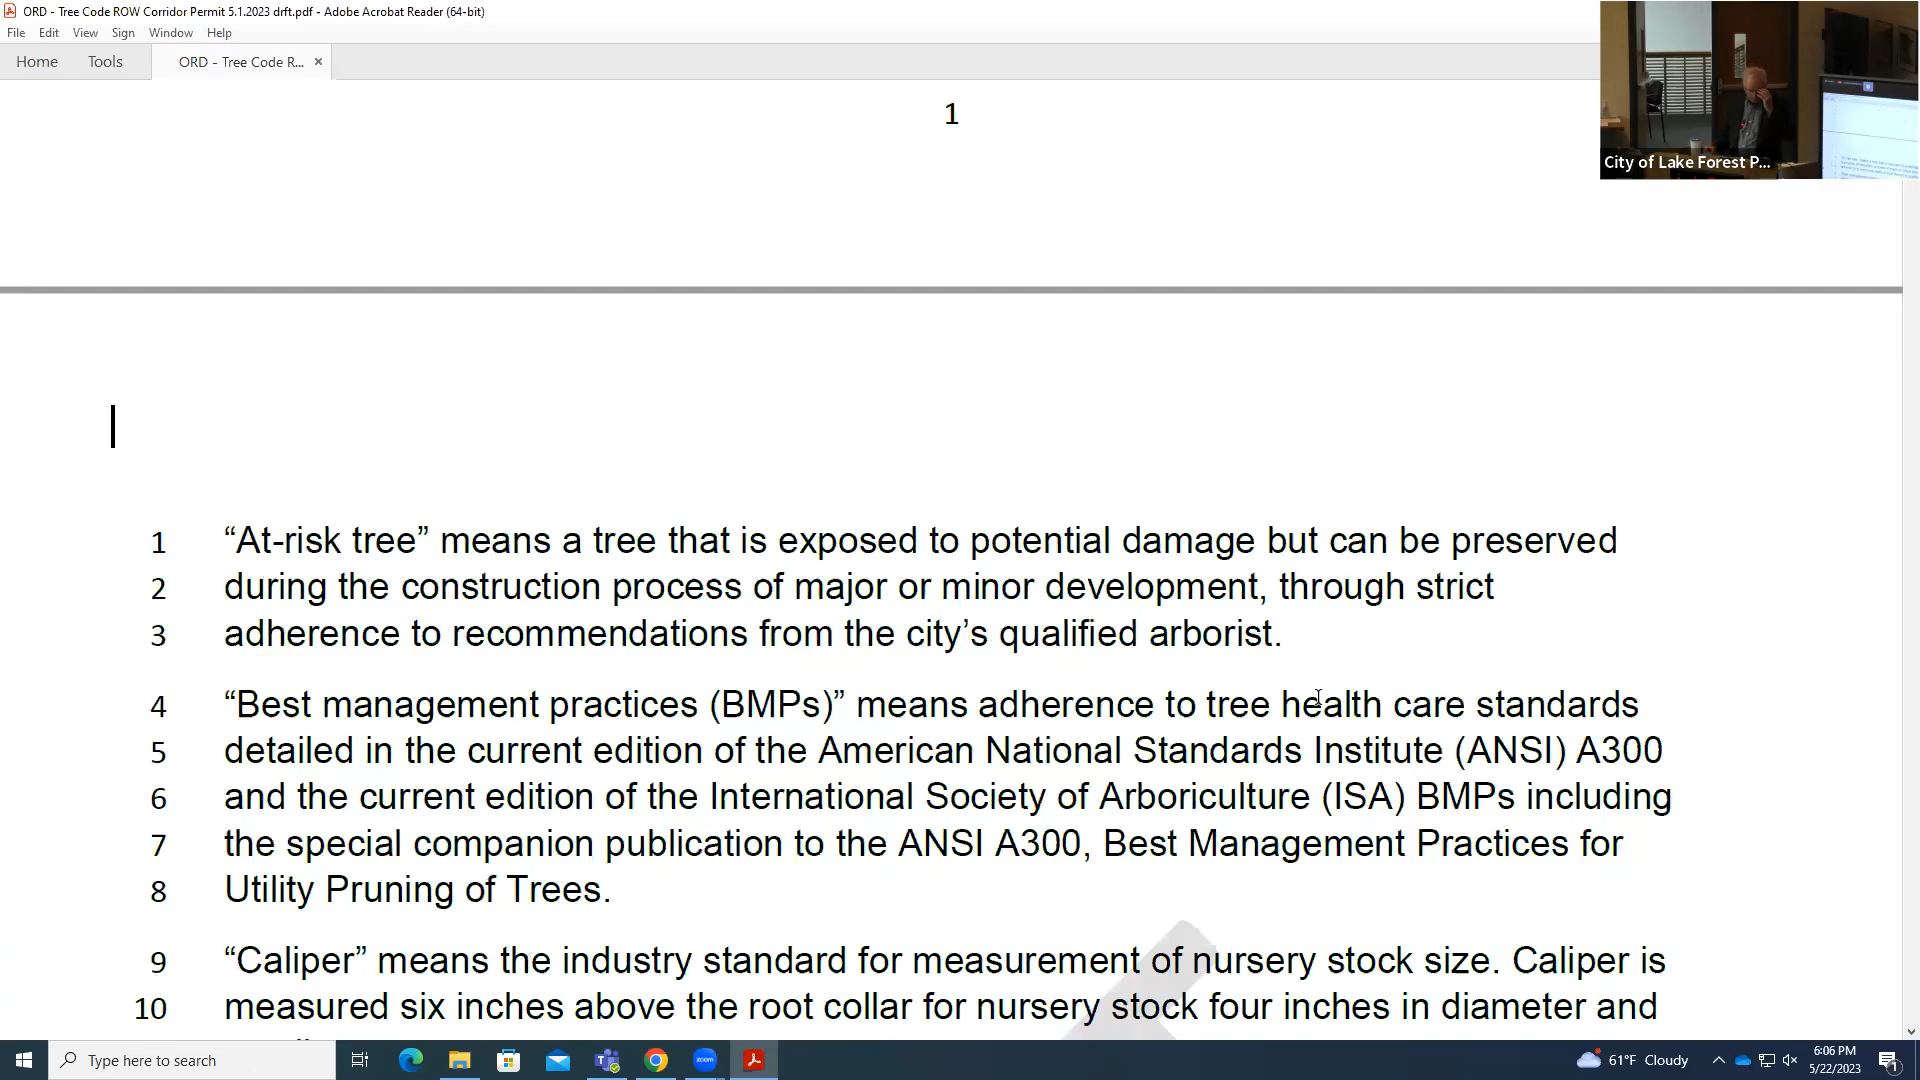 ORD - Tree Code ROW Corridor Permit 5.1.2023 drft.pdf - Adobe Acrobat Reader (64-bit)
File Edit View Sign Window Help
Home Tools ORD - Tree Code R... ×
City of Lake Forest P...
1
1 “At-risk tree” means a tree that is exposed to potential damage but can be preserved
2 during the construction process of major or minor development, through strict
3 adherence to recommendations from the city’s qualified arborist.
4 “Best management practices (BMPs)” means adherence to tree health care standards
5 detailed in the current edition of the American National Standards Institute (ANSI) A300
6 and the current edition of the International Society of Arboriculture (ISA) BMPs including
7 the special companion publication to the ANSI A300, Best Management Practices for
8 Utility Pruning of Trees.
9 “Caliper” means the industry standard for measurement of nursery stock size. Caliper is
10 measured six inches above the root collar for nursery stock four inches in diameter and
Type here to search
zoom
61°F Cloudy
6:06 PM
5/22/2023
1